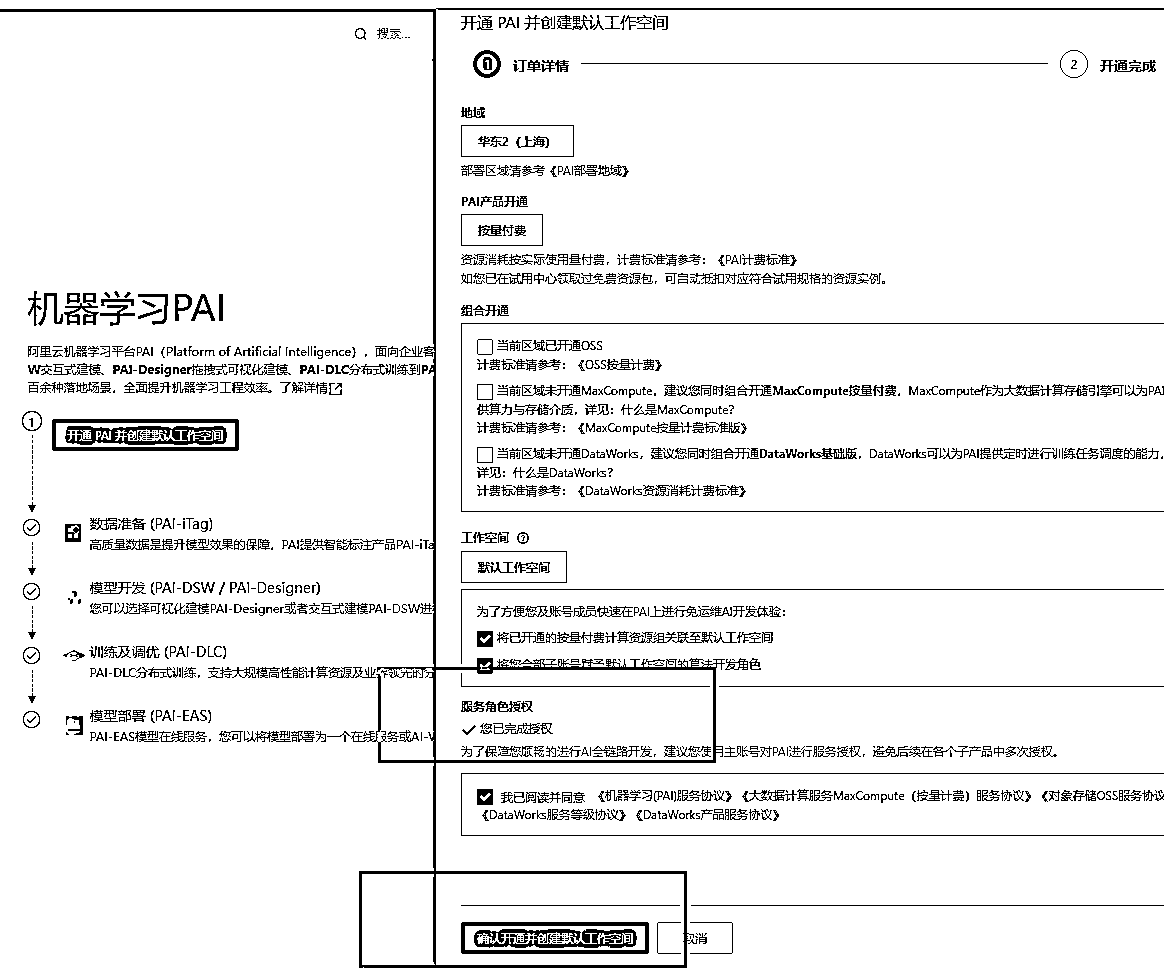 搜索...
机器学习PAI
阿里云机器学习平台PAI（Platform of Artificial Intelligence），面向企业客
W交互式建模、PAI-Designer拖拽式可视化建模、PAI-DLC分布式训练到PA
百余种落地场景，全面提升机器学习工程效率。了解详情
1
开通 PAI 并创建默认工作空间
数据准备 (PAI-iTag)
高质量数据是提升模型效果的保障，PAI提供智能标注产品PAI-iTa
模型开发 (PAI-DSW / PAI-Designer)
您可以选择可视化建模PAI-Designer或者交互式建模PAI-DSW进
训练及调优 (PAI-DLC)
PAI-DLC分布式训练，支持大规模高性能计算资源及业界领先的分
模型部署 (PAI-EAS)
PAI-EAS模型在线服务，您可以将模型部署为一个在线服务或AI-W
开通 PAI 并创建默认工作空间
1 订单详情
2 开通完成
地域
华东2（上海）
部署区域请参考《PAI部署地域》
PAI产品开通
按量付费
资源消耗按实际使用量付费，计费标准请参考：《PAI计费标准》
如您已在试用中心领取过免费资源包，可自动抵扣对应符合试用规格的资源实例。
组合开通
当前区域已开通OSS
计费标准请参考：《OSS按量计费》
当前区域未开通MaxCompute，建议您同时组合开通MaxCompute按量付费，MaxCompute作为大数据计算存储引擎可以为PAI
供算力与存储介质，详见：什么是MaxCompute？
计费标准请参考：《MaxCompute按量计费标准版》
当前区域未开通DataWorks，建议您同时组合开通DataWorks基础版，DataWorks可以为PAI提供定时进行训练任务调度的能力，
详见：什么是DataWorks？
计费标准请参考：《DataWorks资源消耗计费标准》
工作空间
默认工作空间
为了方便您及账号成员快速在PAI上进行免运维AI开发体验：
将已开通的按量付费计算资源组关联至默认工作空间
将您全部子账号赋予默认工作空间的算法开发角色
服务角色授权
您已完成授权
为了保障您顺畅的进行AI全链路开发，建议您使用主账号对PAI进行服务授权，避免后续在各个子产品中多次授权。
我已阅读并同意 《机器学习(PAI)服务协议》《大数据计算服务MaxCompute（按量计费）服务协议》《对象存储OSS服务协议
《DataWorks服务等级协议》《DataWorks产品服务协议》
确认开通并创建默认工作空间
取消